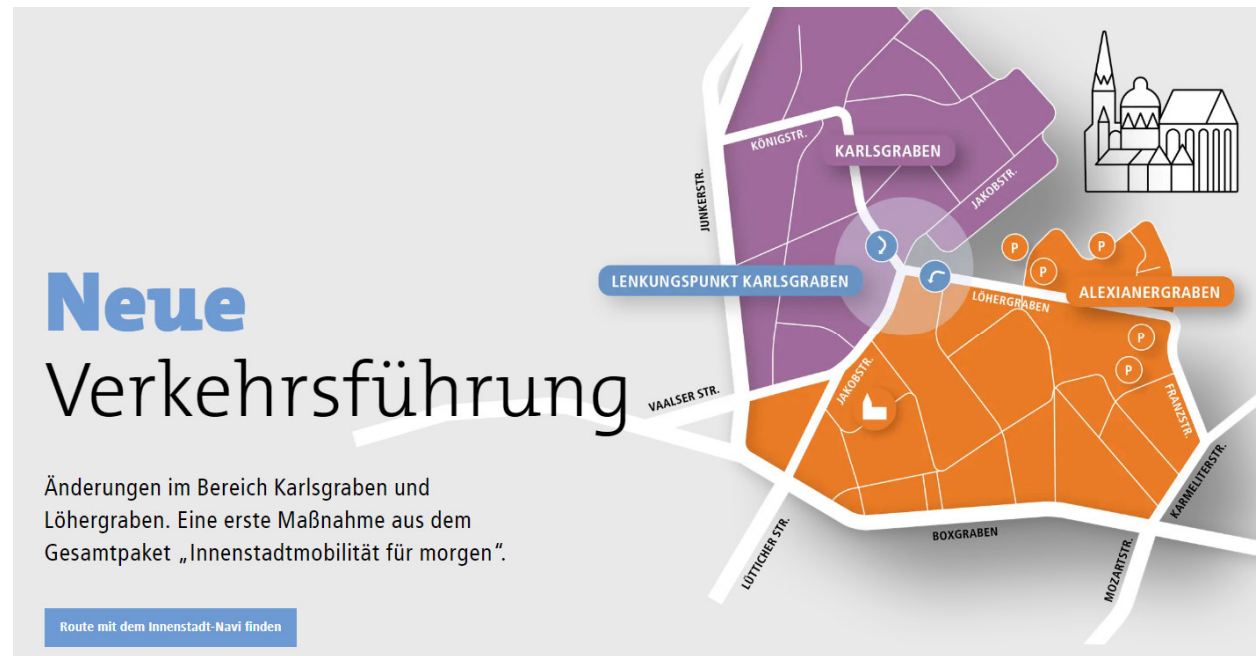 Neue
Verkehrsführung
Änderungen im Bereich Karlsgraben und
Löhergraben. Eine erste Maßnahme aus dem
Gesamtpaket „Innenstadtmobilität für morgen“.
Route mit dem Innenstadt-Navi finden
KÖNIGSTR.
KARLSGRABEN
JUNKERSTR.
JAKOBSTR.
LENKUNGSPUNKT KARLSGRABEN
P
P
P
ALEXIANERGRABEN
LÖHERGRABEN
P
P
VAALSER STR.
JAKOBSTR.
FRANZSTR.
KARMELITERSTR.
LÜTTICHER STR.
BOXGRABEN
MOZARTSTR.